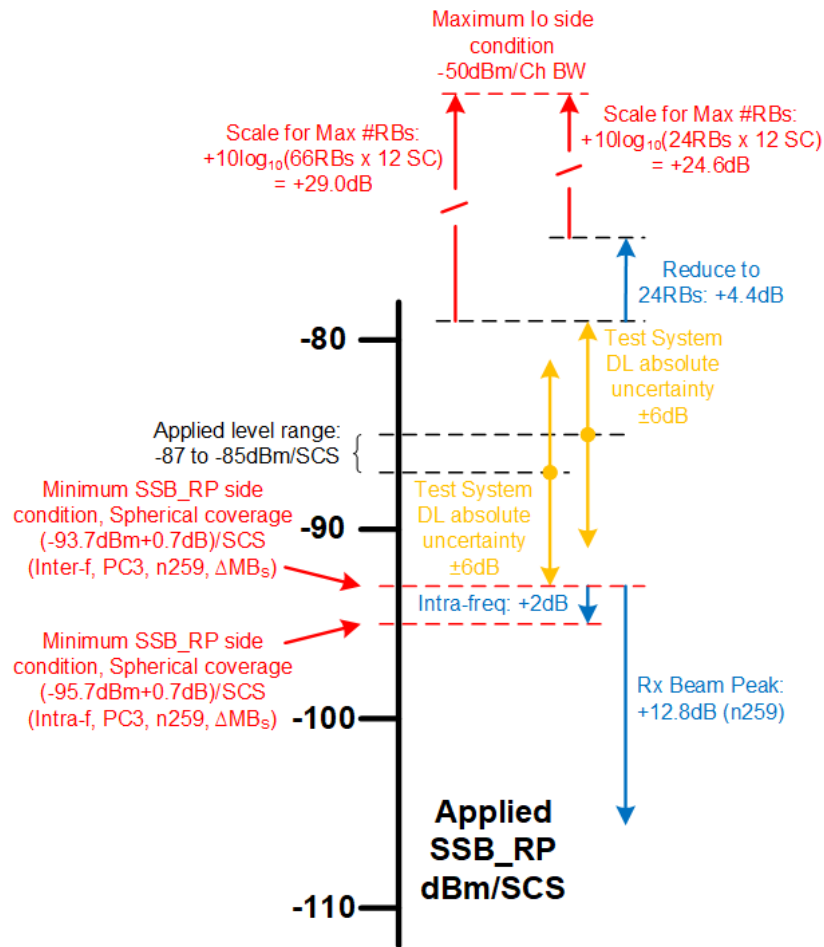 Maximum Io side
condition
-50dBm/Ch BW
Scale for Max #RBs:
+10log₁₀(66RBs x 12 SC)
= +29.0dB
Scale for Max #RBs:
+10log₁₀(24RBs x 12 SC)
= +24.6dB
Reduce to
24RBs: +4.4dB
-80
Test System
DL absolute
uncertainty
±6dB
Applied level range:
-87 to -85dBm/SCS
Minimum SSB_RP side
condition, Spherical coverage
(-93.7dBm+0.7dB)/SCS
(Inter-f, PC3, n259, ΔMBₛ)
-90
Test System
DL absolute
uncertainty
±6dB
Intra-freq: +2dB
Minimum SSB_RP side
condition, Spherical coverage
(-95.7dBm+0.7dB)/SCS
(Intra-f, PC3, n259, ΔMBₛ)
Rx Beam Peak:
+12.8dB (n259)
-100
Applied
SSB_RP
dBm/SCS
-110